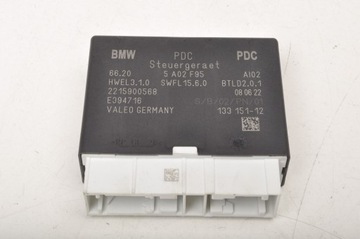 BMW PDC PDC
Steuergeraet
66.20 5 A02 F95 AI02
HWEL3,1,0 SWFL15,6,0 BTLD2,0,1
2215900568 08.06.22
E394716
VALEO GERMANY 133 151-12